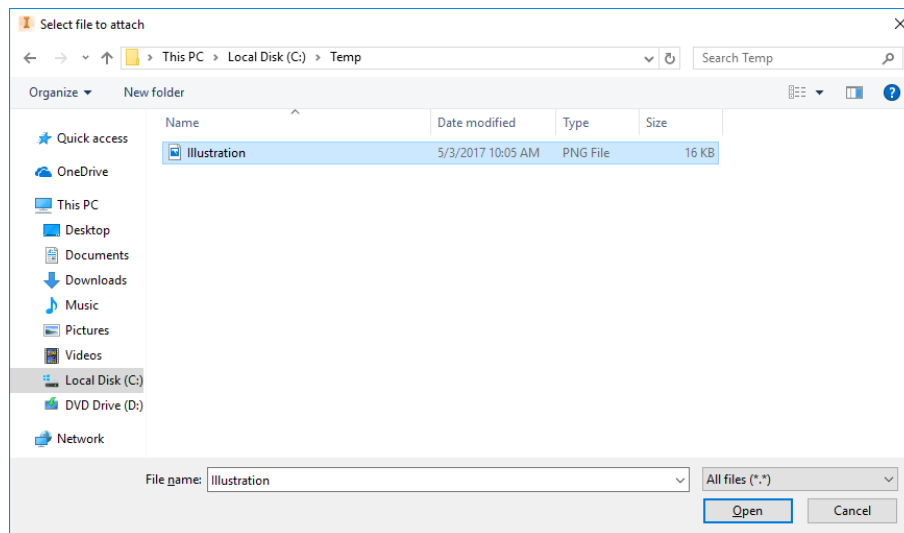 Select file to attach
This PC > Local Disk (C:) > Temp
Search Temp
Organize
New folder
Name Date modified Type Size
Quick access
OneDrive
This PC
Desktop
Documents
Downloads
Music
Pictures
Videos
Local Disk (C:)
DVD Drive (D:)
Network
Illustration 5/3/2017 10:05 AM PNG File 16 KB
File name: Illustration
All files (*.*)
Open Cancel